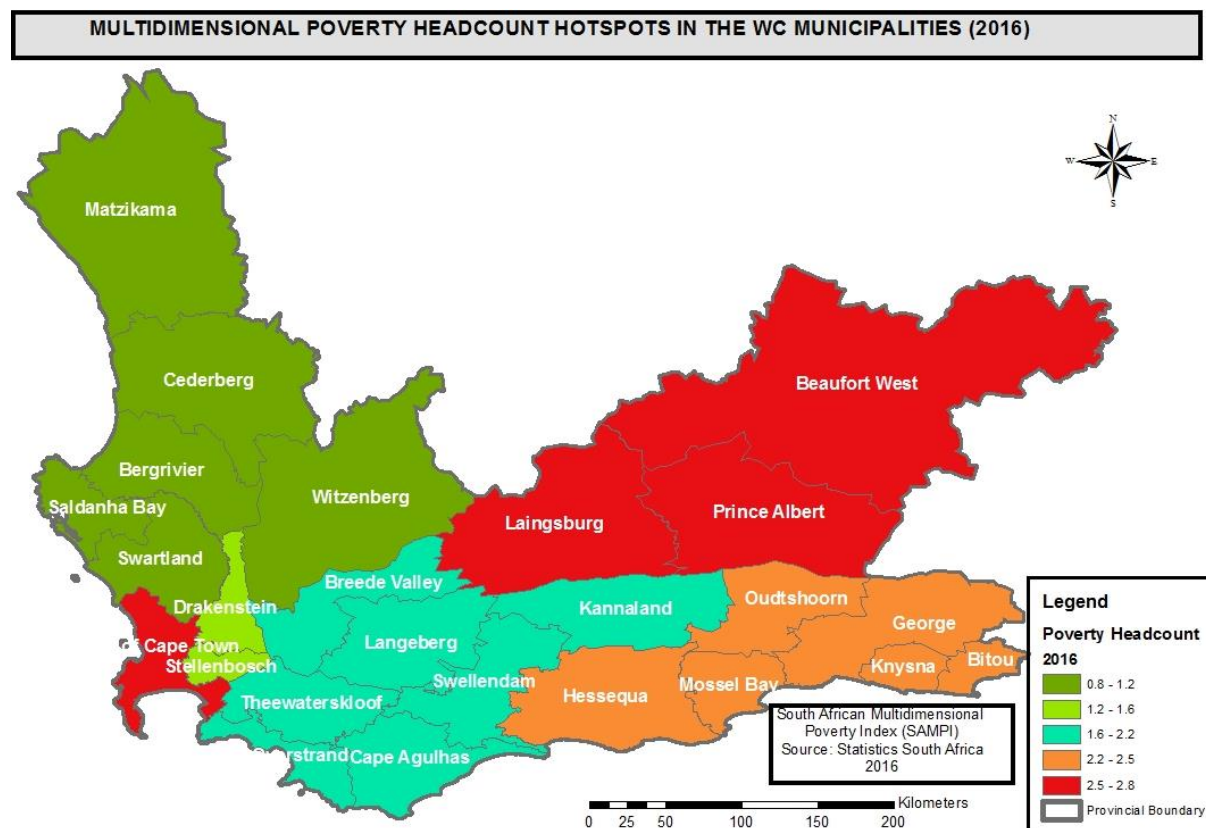 MULTIDIMENSIONAL POVERTY HEADCOUNT HOTSPOTS IN THE WC MUNICIPALITIES (2016)
N
W
E
S
Matzikama
Cederberg
Beaufort West
Bergrivier
Witzenberg
Saldanha Bay
Laingsburg
Prince Albert
Swartland
Breede Valley
Drakenstein
Kannaland
Oudtshoorn
George
of Cape Town
Langeberg
Stellenbosch
Knysna
Bitou
Theewaterskloof
Swellendam
Hessequa
Mossel Bay
Cape Agulhas
South African Multidimensional
Poverty Index (SAMPI)
Source: Statistics South Africa
2016
Kilometers
0 25 50 100 150 200
Legend
Poverty Headcount
2016
0.8 - 1.2
1.2 - 1.6
1.6 - 2.2
2.2 - 2.5
2.5 - 2.8
Provincial Boundary